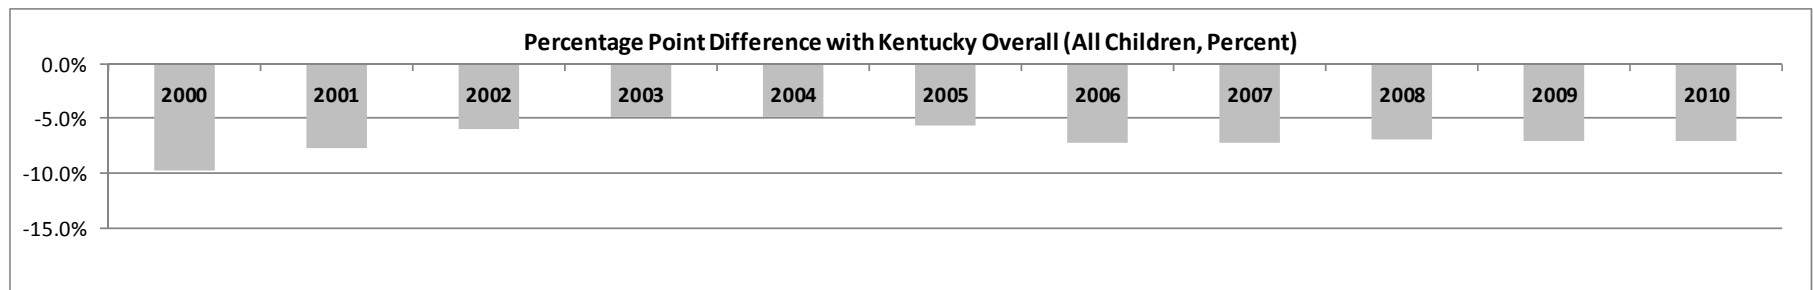 Percentage Point Difference with Kentucky Overall (All Children, Percent)
0.0%
2000 2001 2002 2003 2004 2005 2006 2007 2008 2009 2010
-5.0%
-10.0%
-15.0%